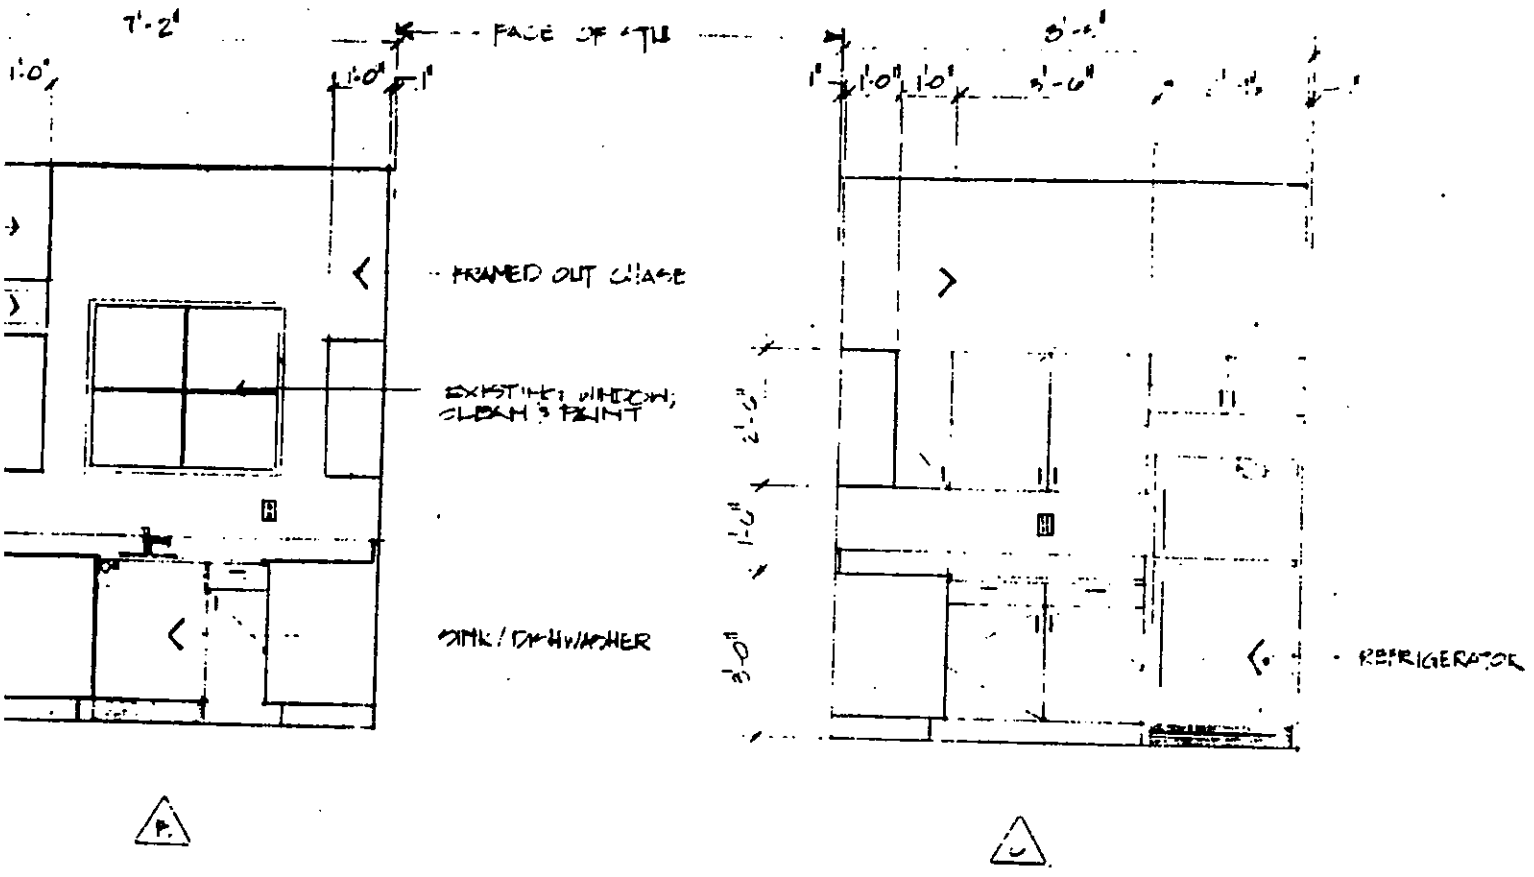 7'-2"
FACE OF
1'-0"
1'-0"
1"
1"
1'-0"
1'-0"
3'-6"
FRAMED OUT CHASE
EXISTING WINDOW;
CLEAN & PAINT
2'-6"
1'-6"
3'-0"
SINK/DISHWASHER
REFRIGERATOR